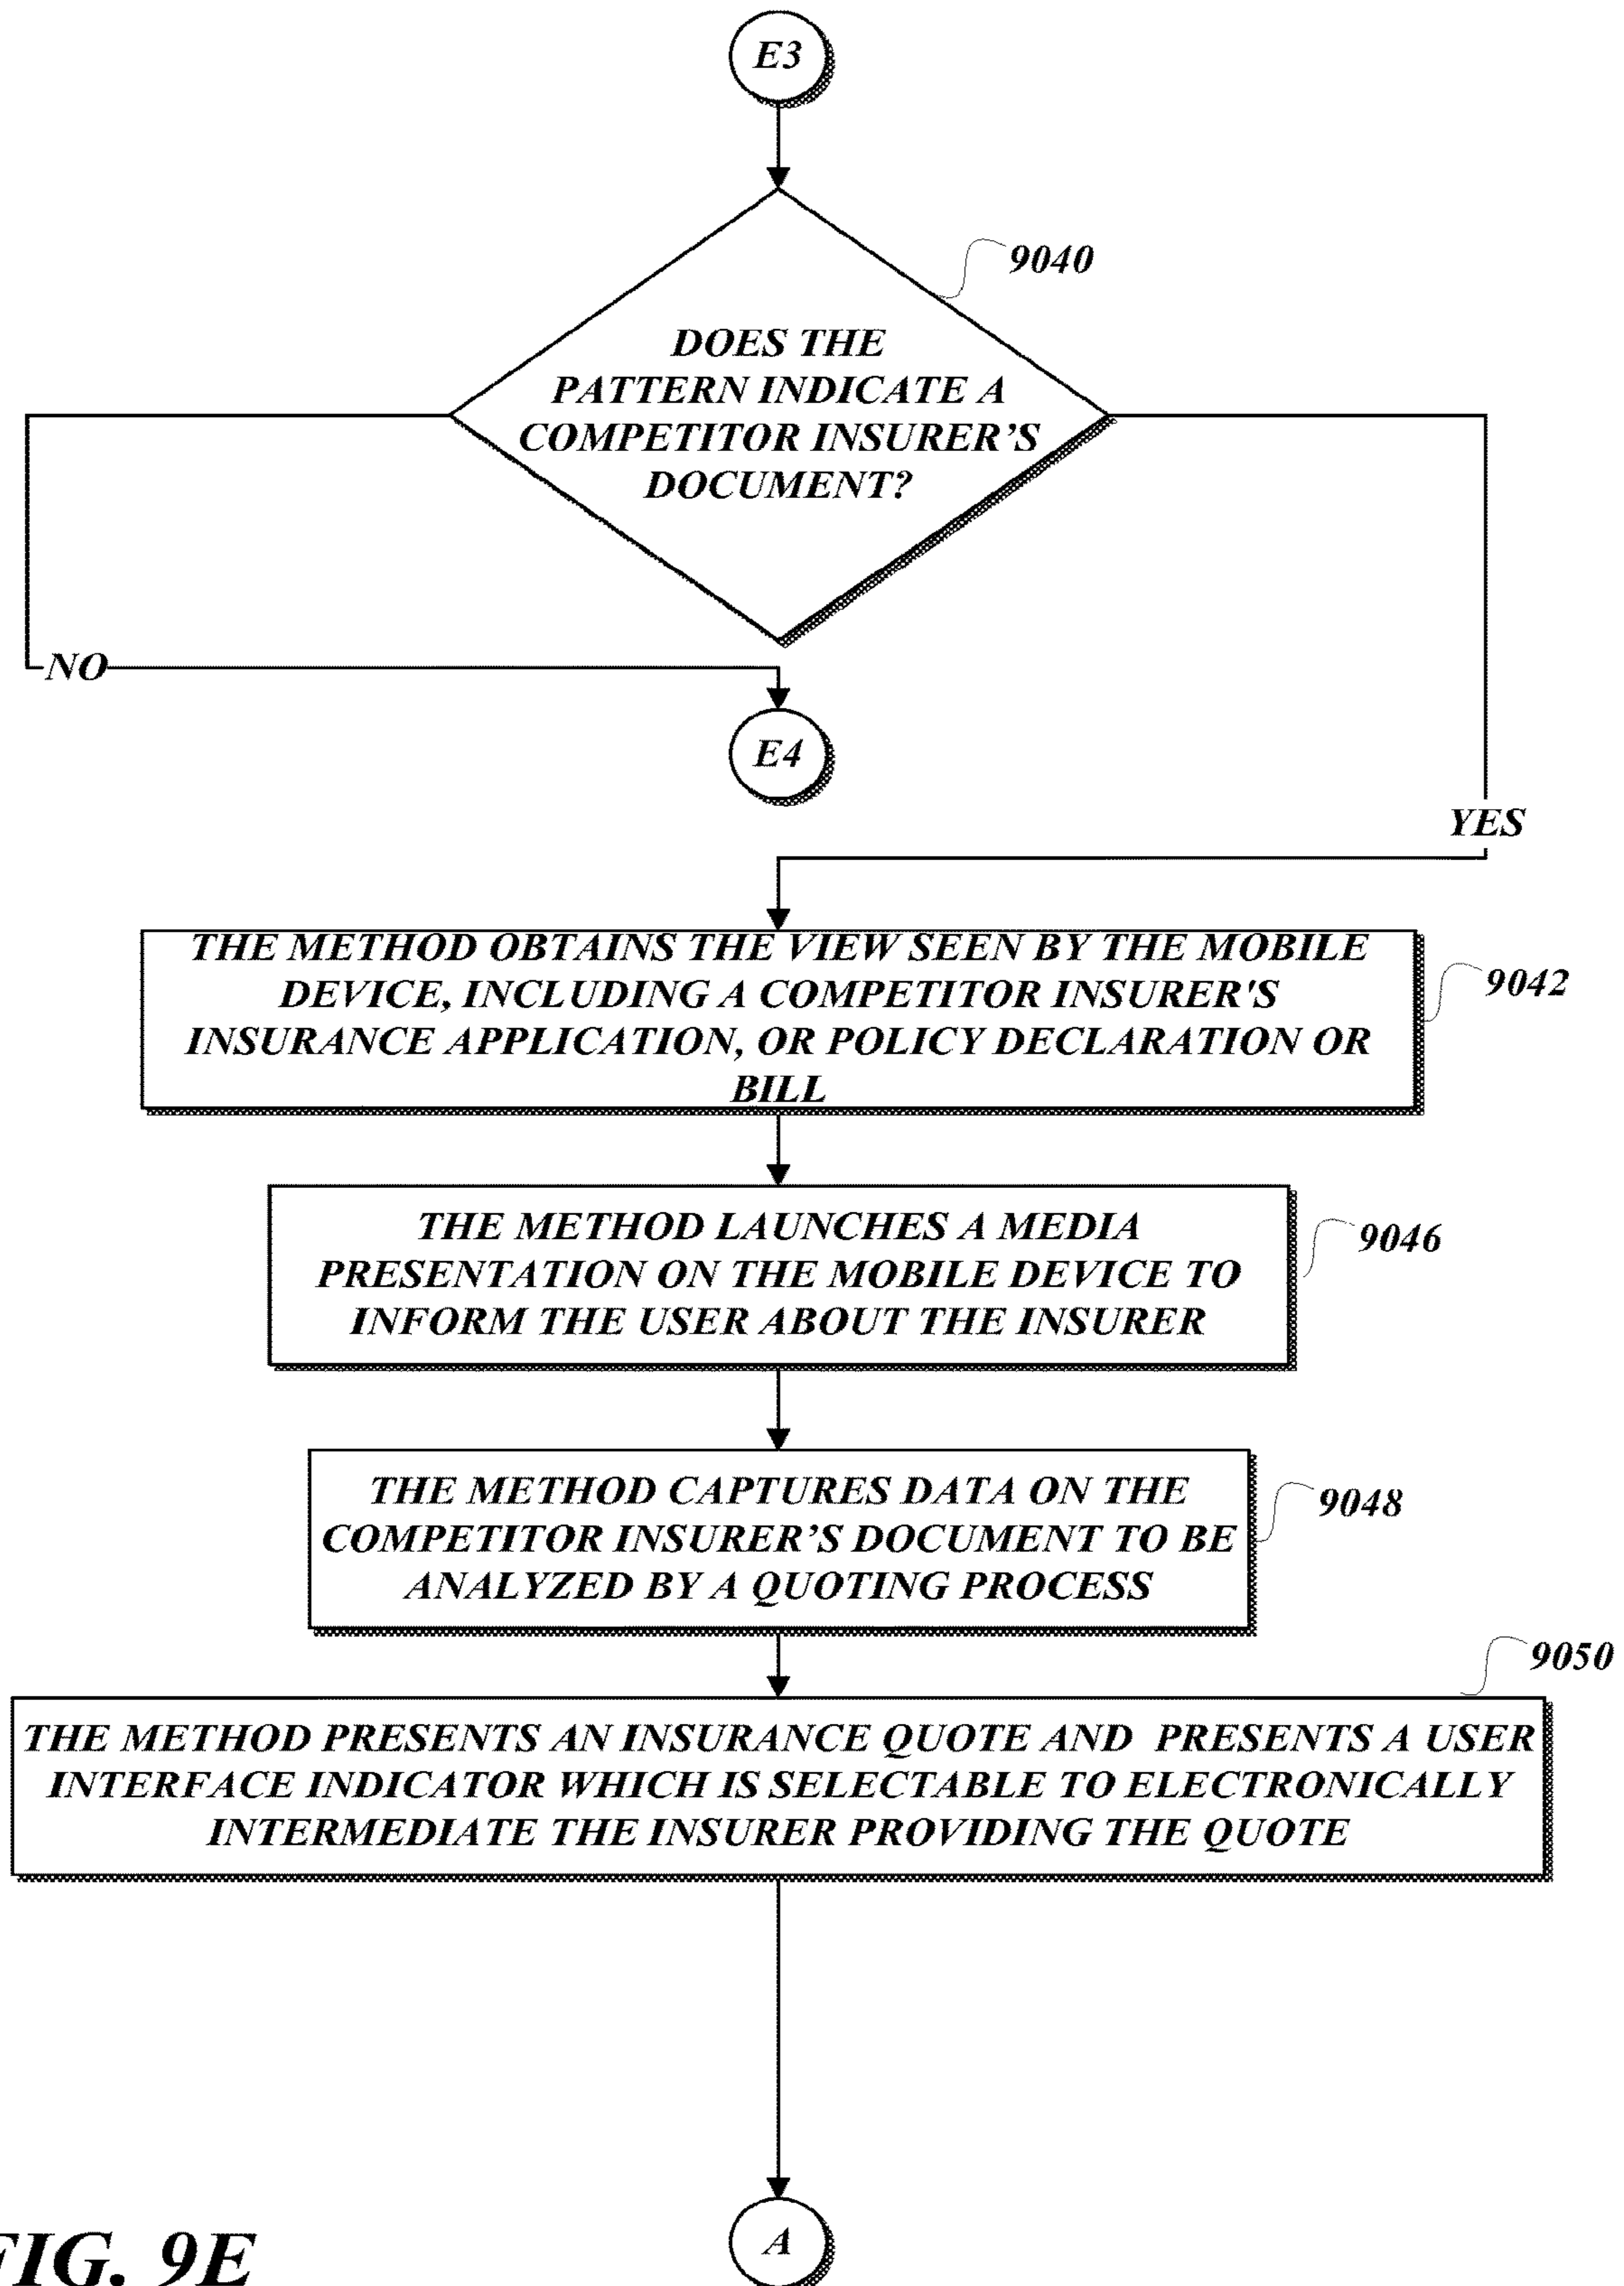 E3
9040
DOES THE
PATTERN INDICATE A
COMPETITOR INSURER’S
DOCUMENT?
NO
E4
YES
THE METHOD OBTAINS THE VIEW SEEN BY THE MOBILE
DEVICE, INCLUDING A COMPETITOR INSURER'S
INSURANCE APPLICATION, OR POLICY DECLARATION OR
BILL
9042
THE METHOD LAUNCHES A MEDIA
PRESENTATION ON THE MOBILE DEVICE TO
INFORM THE USER ABOUT THE INSURER
9046
THE METHOD CAPTURES DATA ON THE
COMPETITOR INSURER’S DOCUMENT TO BE
ANALYZED BY A QUOTING PROCESS
9048
9050
THE METHOD PRESENTS AN INSURANCE QUOTE AND PRESENTS A USER
INTERFACE INDICATOR WHICH IS SELECTABLE TO ELECTRONICALLY
INTERMEDIATE THE INSURER PROVIDING THE QUOTE
A
FIG. 9E